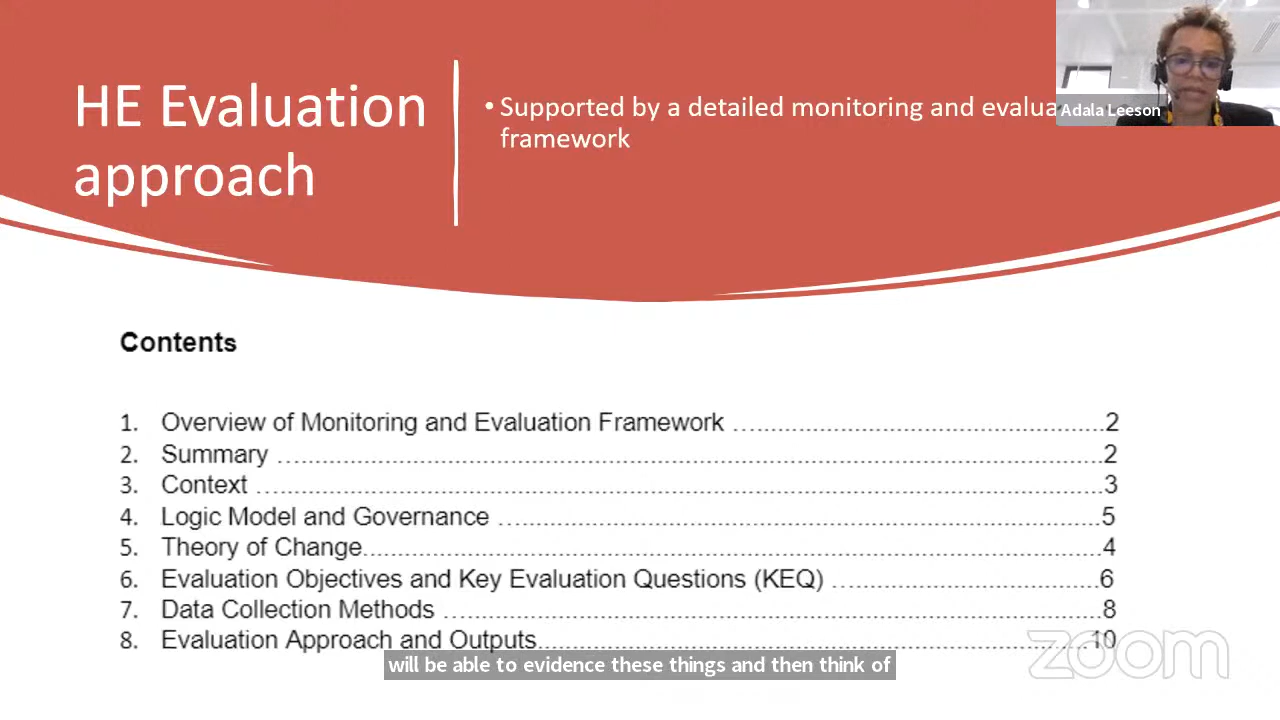 HE Evaluation
approach
• Supported by a detailed monitoring and evalua
framework
Adala Leeson
Contents
1. Overview of Monitoring and Evaluation Framework ........................................2
2. Summary ........................................2
3. Context ........................................3
4. Logic Model and Governance ........................................5
5. Theory of Change........................................4
6. Evaluation Objectives and Key Evaluation Questions (KEQ) ........................................6
7. Data Collection Methods ........................................8
8. Evaluation Approach and Outputs........................................10
zoom
will be able to evidence these things and then think of